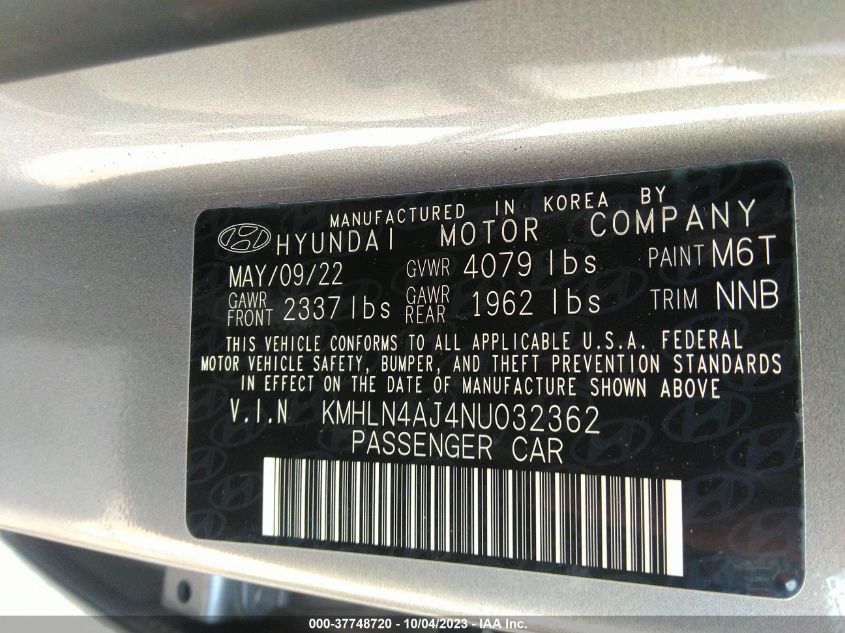 MANUFACTURED IN KOREA BY
HYUNDAI MOTOR COMPANY
MAY/09/22 GVWR 4079 lbs PAINT M6T
GAWR FRONT 2337 lbs GAWR REAR 1962 lbs TRIM NNB
THIS VEHICLE CONFORMS TO ALL APPLICABLE U.S.A. FEDERAL
MOTOR VEHICLE SAFETY, BUMPER, AND THEFT PREVENTION STANDARDS
IN EFFECT ON THE DATE OF MANUFACTURE SHOWN ABOVE
V.I.N KMHLN4AJ4NU032362
PASSENGER CAR
000-37748720 - 10/04/2023 - IAA Inc.